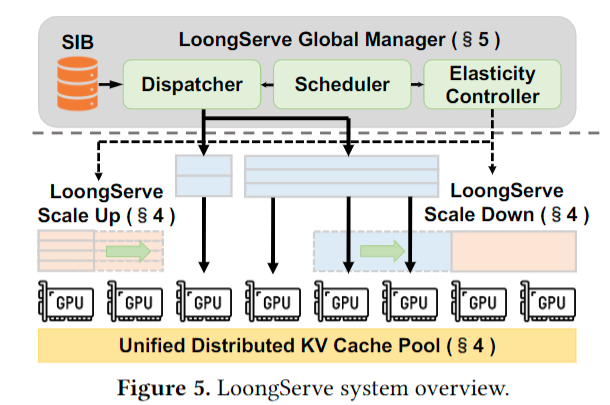 SIB
LoongServe Global Manager (§5)
Dispatcher
Scheduler
Elasticity
Controller
LoongServe
Scale Up (§4)
LoongServe
Scale Down (§4)
GPU
GPU
GPU
GPU
GPU
GPU
GPU
GPU
Unified Distributed KV Cache Pool (§4)
Figure 5. LoongServe system overview.